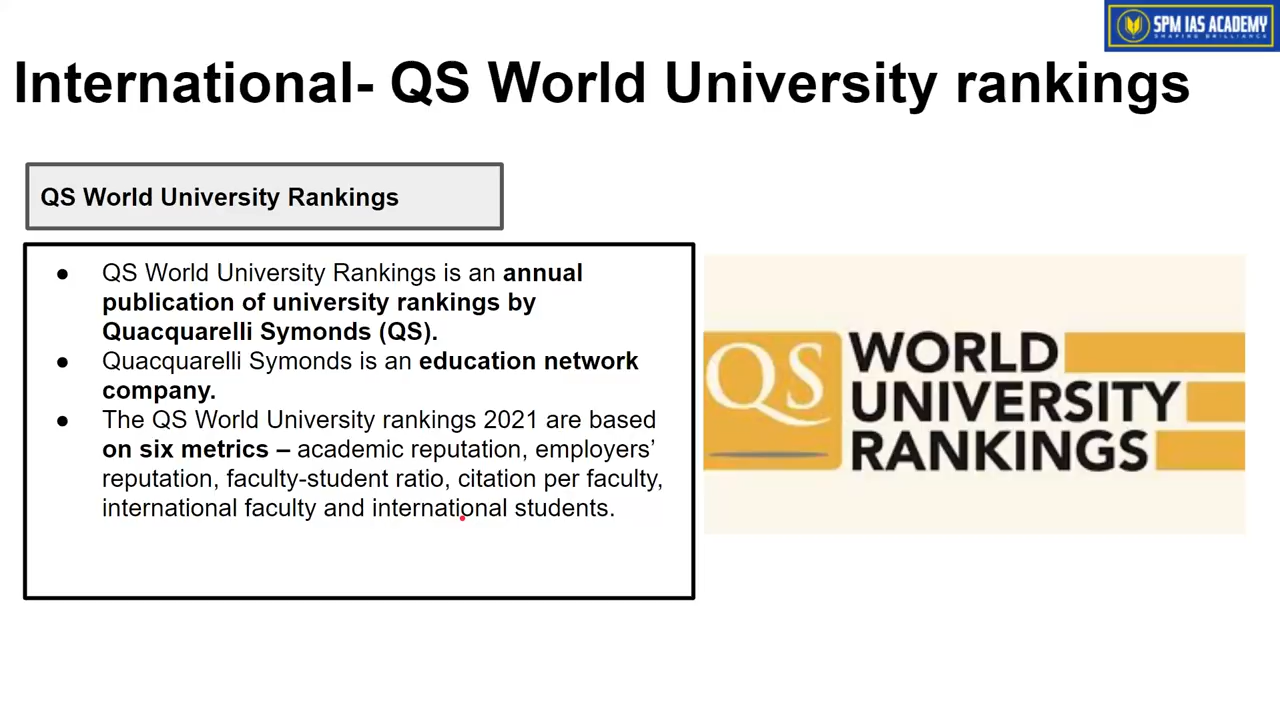 SPM IAS ACADEMY
SHAPING BRILLIANCE
International- QS World University rankings
QS World University Rankings
● QS World University Rankings is an annual
publication of university rankings by
Quacquarelli Symonds (QS).
● Quacquarelli Symonds is an education network
company.
● The QS World University rankings 2021 are based
on six metrics – academic reputation, employers’
reputation, faculty-student ratio, citation per faculty,
international faculty and international students.
QS
WORLD
UNIVERSITY
RANKINGS